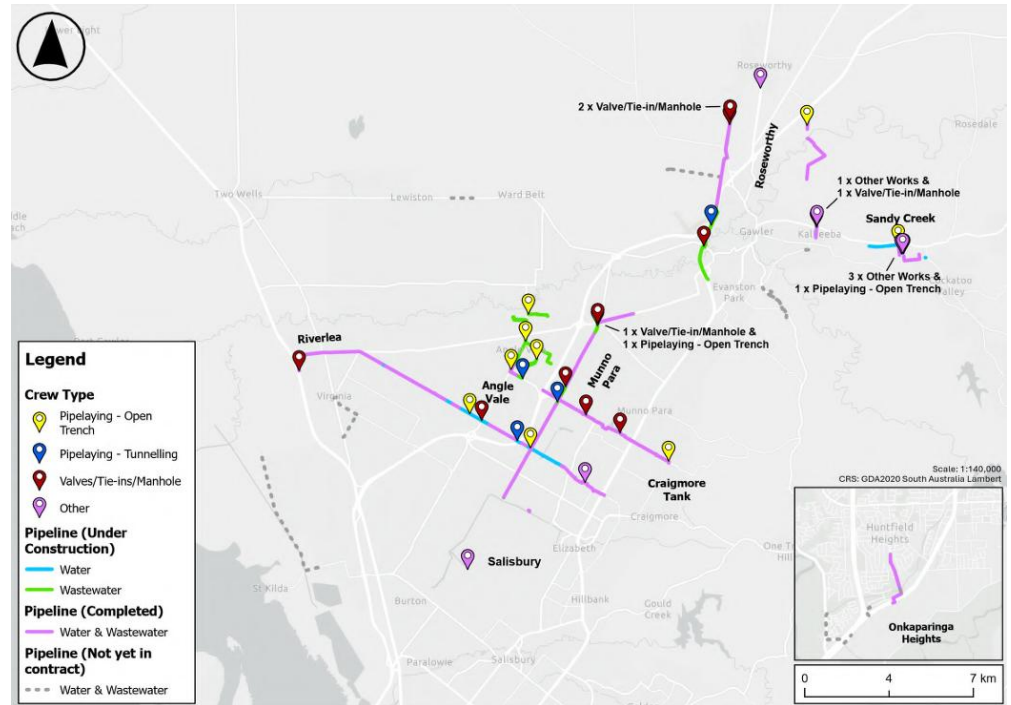 Roseworthy
2 x Valve/Tie-in/Manhole
Roseworthy
Rosedale
Two Wells
Lewiston
Ward Belt
1 x Other Works &
1 x Valve/Tie-in/Manhole
Sandy Creek
Gawler
Kalbeeba
3 x Other Works &
1 x Pipelaying - Open Trench
Evanston
Park
Valley
Riverlea
1 x Valve/Tie-in/Manhole &
1 x Pipelaying - Open Trench
Munno
Para
Angle
Vale
Virginia
Munno Para
Craigmore
Tank
Craigmore
Elizabeth
Salisbury
One Tree
Hill
St Kilda
Burton
Hillbank
Gould
Creek
Paralowie
Salisbury
Legend
Crew Type
Pipelaying - Open
Trench
Pipelaying - Tunnelling
Valves/Tie-ins/Manhole
Other
Pipeline (Under
Construction)
Water
Wastewater
Pipeline (Completed)
Water & Wastewater
Pipeline (Not yet in
contract)
Water & Wastewater
Scale: 1:140,000
CRS: GDA2020 South Australia Lambert
Huntfield
Heights
Onkaparinga
Heights
0 4 7 km